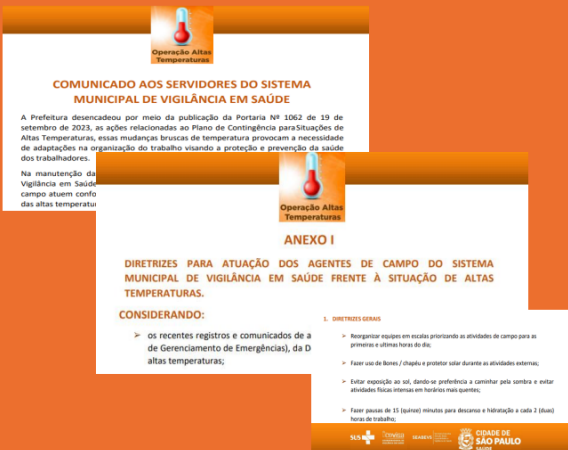 Operação Altas
Temperaturas
COMUNICADO AOS SERVIDORES DO SISTEMA
MUNICIPAL DE VIGILÂNCIA EM SAÚDE
A Prefeitura desencadeou por meio da publicação da Portaria Nº 1062 de 19 de
setembro de 2023, as ações relacionadas ao Plano de Contingência para Situações de
Altas Temperaturas, essas mudanças bruscas de temperatura provocam a necessidade
de adaptações na organização do trabalho visando a proteção e prevenção da saúde
dos trabalhadores.
Na manutenção da
Vigilância em Saúde
campo atuem confo
das altas temperatu
Operação Altas
Temperaturas
ANEXO I
DIRETRIZES PARA ATUAÇÃO DOS AGENTES DE CAMPO DO SISTEMA
MUNICIPAL DE VIGILÂNCIA EM SAÚDE FRENTE À SITUAÇÃO DE ALTAS
TEMPERATURAS.
CONSIDERANDO:
➢ os recentes registros e comunicados de a
de Gerenciamento de Emergências), da D
altas temperaturas;
1. DIRETRIZES GERAIS
➢ Reorganizar equipes em escalas priorizando as atividades de campo para as
primeiras e ultimas horas do dia;
➢ Fazer uso de Bones / chapéu e protetor solar durante as atividades externas;
➢ Evitar exposição ao sol, dando-se preferência a caminhar pela sombra e evitar
atividades físicas intensas em horários mais quentes;
➢ Fazer pausas de 15 (quinze) minutos para descanso e hidratação a cada 2 (duas)
horas de trabalho;
SUS
SEABEVS
CIDADE DE
SÃO PAULO
SAÚDE